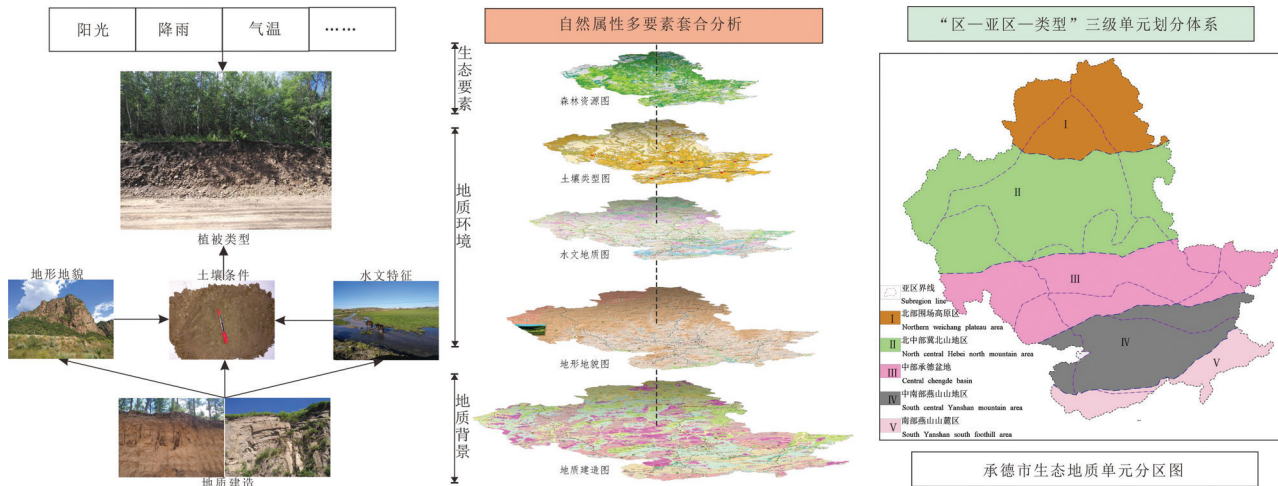 阳光
降雨
气温
……
植被类型
地形地貌
土壤条件
水文特征
地质建造
自然属性多要素套合分析
生态要素
地质环境
地质背景
森林资源图
土壤类型图
水文地质图
地形地貌图
地质建造图
“区—亚区—类型”三级单元划分体系
I
II
III
IV
V
亚区界线
Subregion line
I
北部围场高原区
Northern weichang plateau area
II
北中部冀北山地区
North central Hebei north mountain area
III
中部承德盆地
Central chengde basin
IV
中南部燕山山地区
South central Yanshan mountain area
V
南部燕山山麓区
South Yanshan south foothill area
承德市生态地质单元分区图